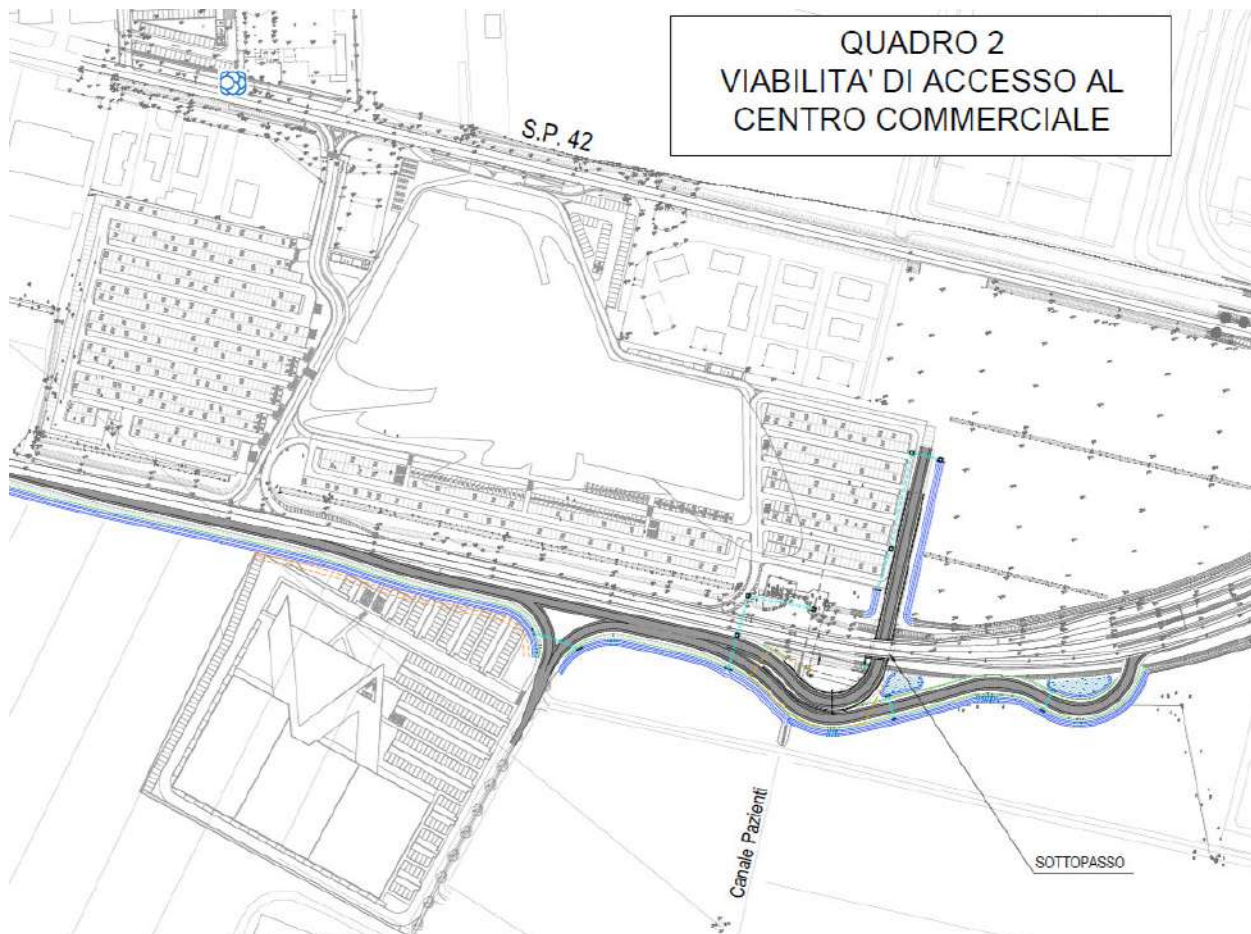 QUADRO 2
VIABILITA' DI ACCESSO AL
CENTRO COMMERCIALE
S.P. 42
Canale Pazienti
SOTTOPASSO